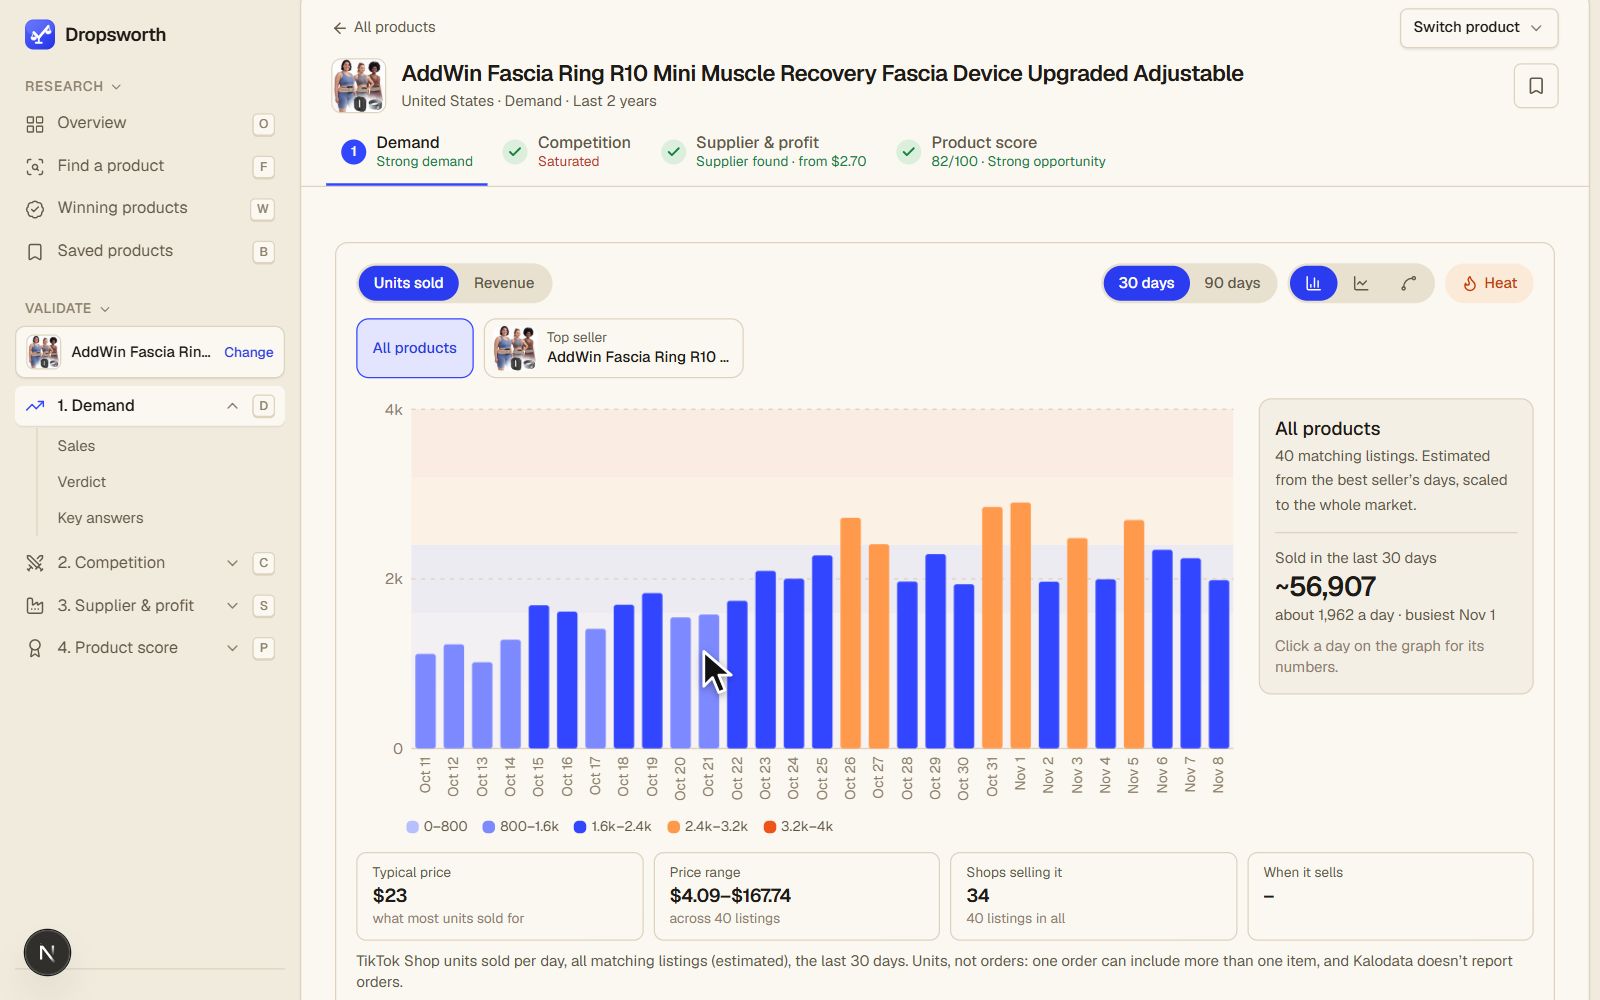 Dropsworth
RESEARCH
Overview
O
Find a product
F
Winning products
W
Saved products
B
VALIDATE
AddWin Fascia Rin...
Change
1. Demand
D
Sales
Verdict
Key answers
2. Competition
C
3. Supplier & profit
S
4. Product score
P
N
All products
Switch product
AddWin Fascia Ring R10 Mini Muscle Recovery Fascia Device Upgraded Adjustable
United States · Demand · Last 2 years
1
Demand
Strong demand
Competition
Saturated
Supplier & profit
Supplier found · from $2.70
Product score
82/100 · Strong opportunity
Units sold
Revenue
30 days
90 days
Heat
All products
Top seller
AddWin Fascia Ring R10 ...
4k
2k
0
Oct 11
Oct 12
Oct 13
Oct 14
Oct 15
Oct 16
Oct 17
Oct 18
Oct 19
Oct 20
Oct 21
Oct 22
Oct 23
Oct 24
Oct 25
Oct 26
Oct 27
Oct 28
Oct 29
Oct 30
Oct 31
Nov 1
Nov 2
Nov 3
Nov 4
Nov 5
Nov 6
Nov 7
Nov 8
0–800
800–1.6k
1.6k–2.4k
2.4k–3.2k
3.2k–4k
All products
40 matching listings. Estimated
from the best seller’s days, scaled
to the whole market.
Sold in the last 30 days
~56,907
about 1,962 a day · busiest Nov 1
Click a day on the graph for its
numbers.
Typical price
$23
what most units sold for
Price range
$4.09–$167.74
across 40 listings
Shops selling it
34
40 listings in all
When it sells
–
TikTok Shop units sold per day, all matching listings (estimated), the last 30 days. Units, not orders: one order can include more than one item, and Kalodata doesn’t report
orders.